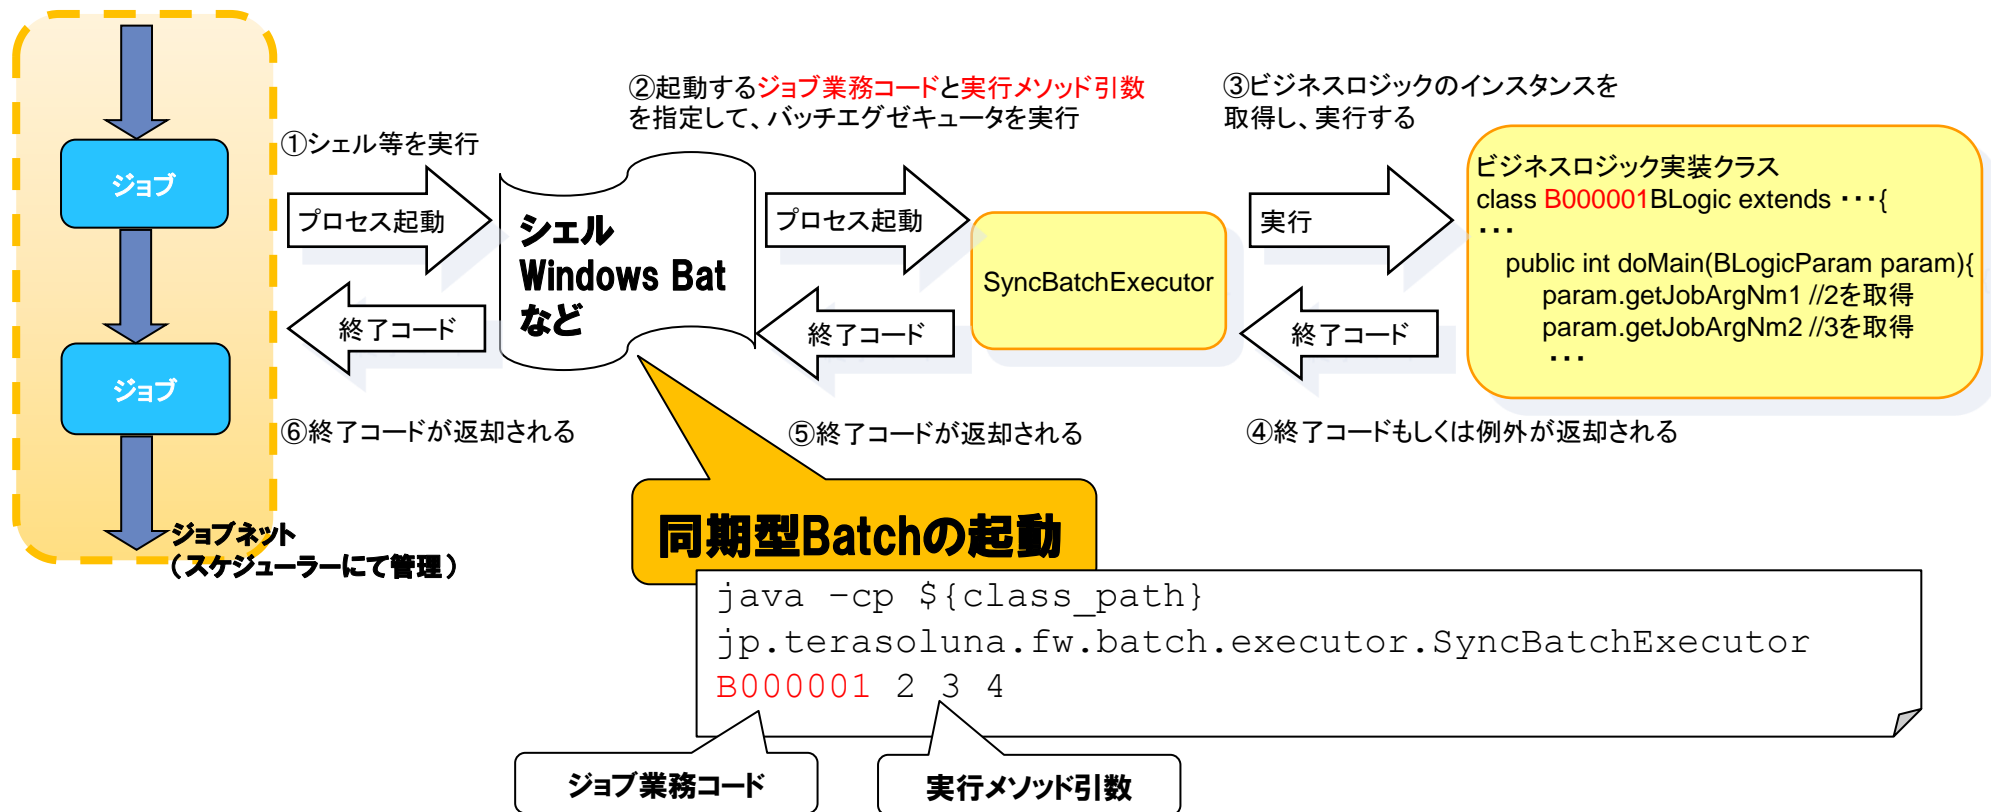 ①シェル等を実行
②起動するジョブ業務コードと実行メソッド引数
を指定して、バッチエグゼキュータを実行
③ビジネスロジックのインスタンスを
取得し、実行する
ジョブ
ジョブ
プロセス起動
終了コード
シェル
Windows Bat
など
プロセス起動
終了コード
SyncBatchExecutor
実行
終了コード
ビジネスロジック実装クラス
class B000001BLogic extends ・・・{
・・・
public int doMain(BLogicParam param){
param.getJobArgNm1 //2を取得
param.getJobArgNm2 //3を取得
・・・
⑥終了コードが返却される
⑤終了コードが返却される
④終了コードもしくは例外が返却される
ジョブネット
（スケジューラーにて管理）
同期型Batchの起動
java –cp ${class_path}
jp.terasoluna.fw.batch.executor.SyncBatchExecutor
B000001 2 3 4
ジョブ業務コード
実行メソッド引数